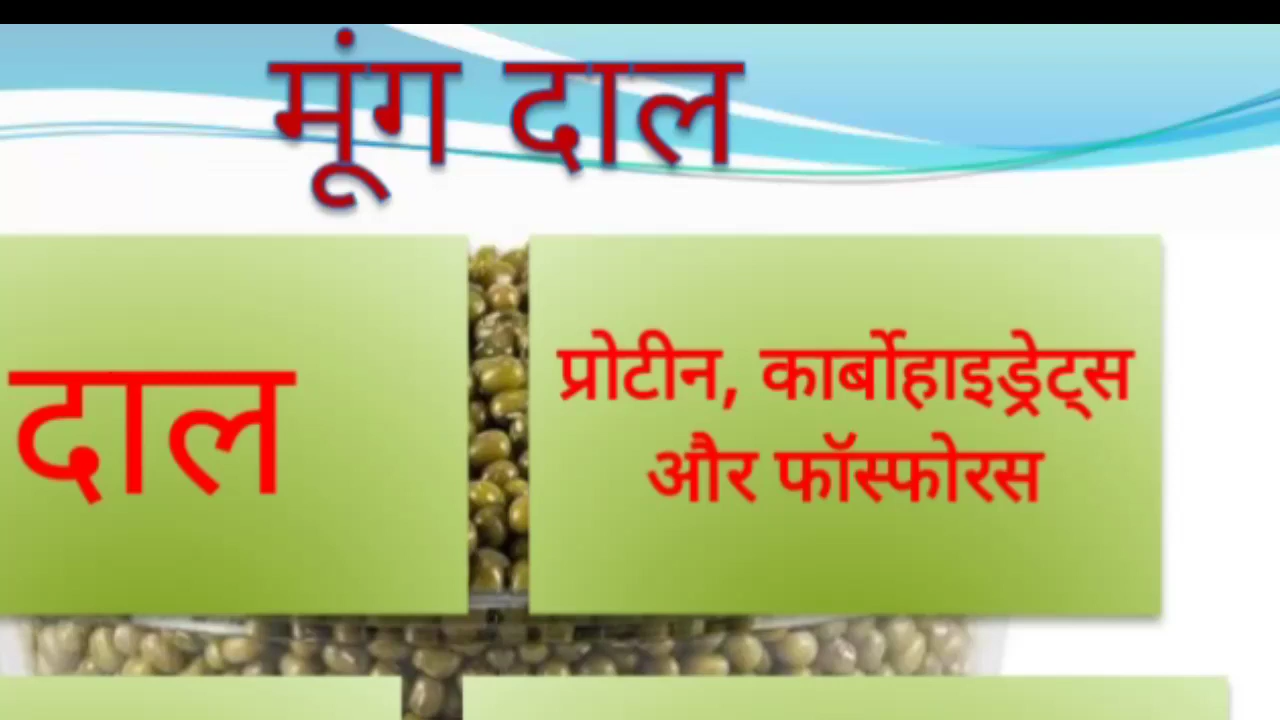 मूंग दाल
दाल
प्रोटीन, कार्बोहाइड्रेट्स
और फॉस्फोरस